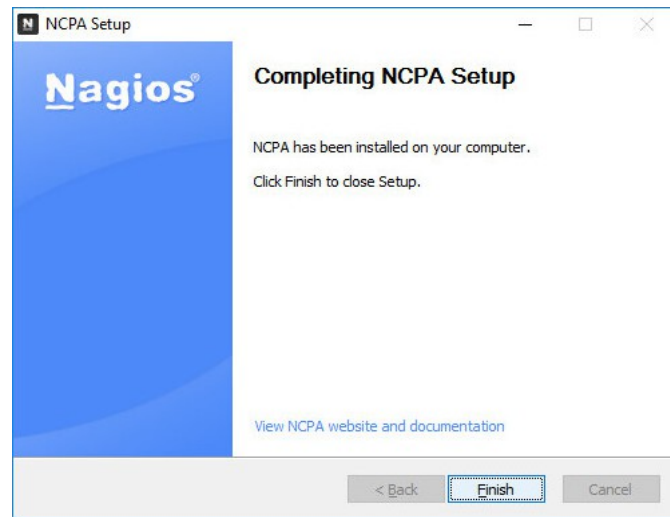 N NCPA Setup
Nagios®
Completing NCPA Setup
NCPA has been installed on your computer.
Click Finish to close Setup.
View NCPA website and documentation
< Back
Finish
Cancel